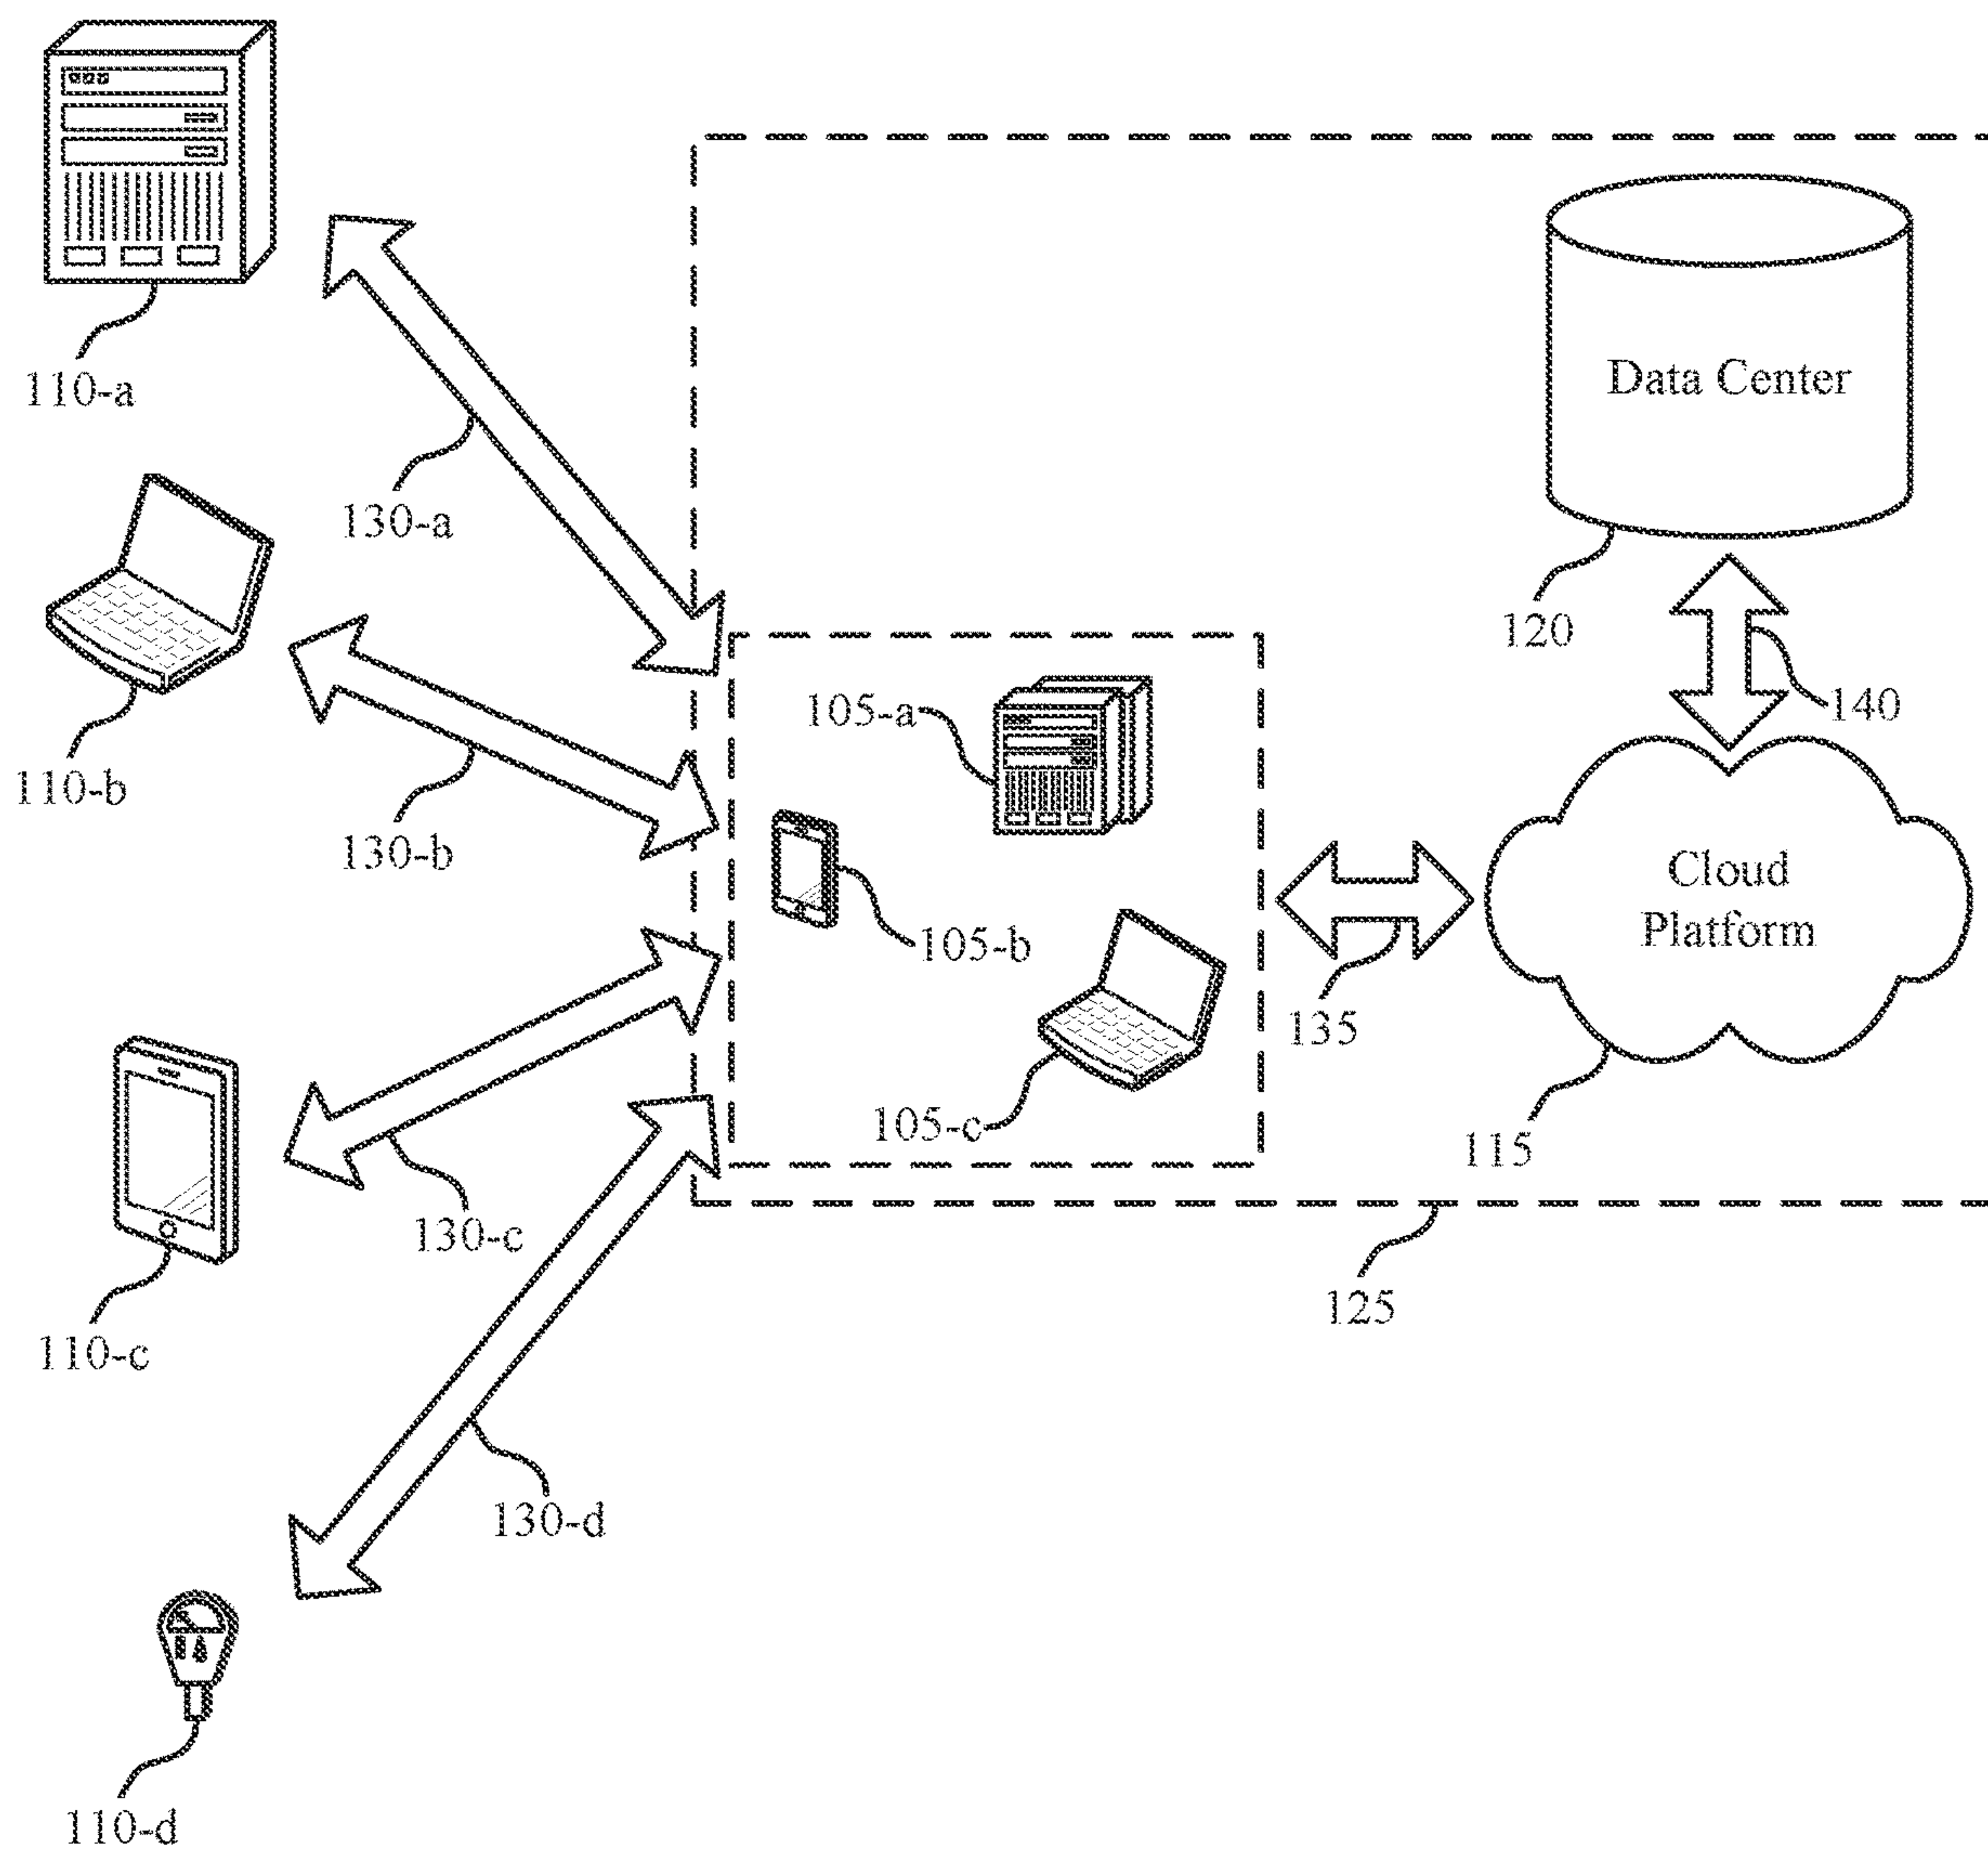 110-a
130-a
Data Center
120
140
110-b
130-b
105-a
105-b
105-c
135
Cloud
Platform
115
125
110-c
130-c
130-d
110-d